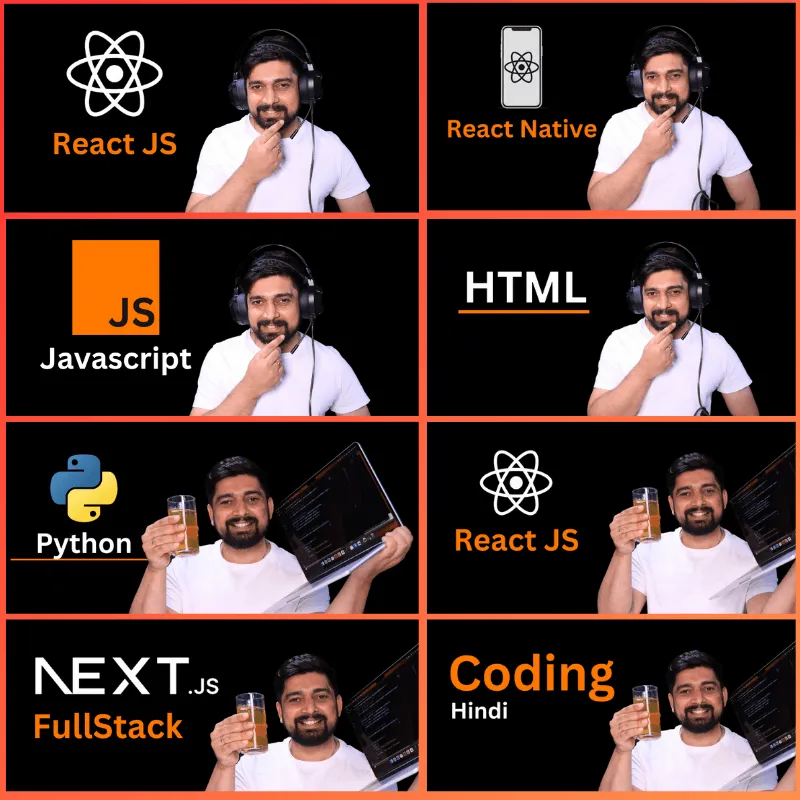 React JS
React Native
JS
Javascript
HTML
Python
React JS
NEXT.JS
FullStack
Coding
Hindi